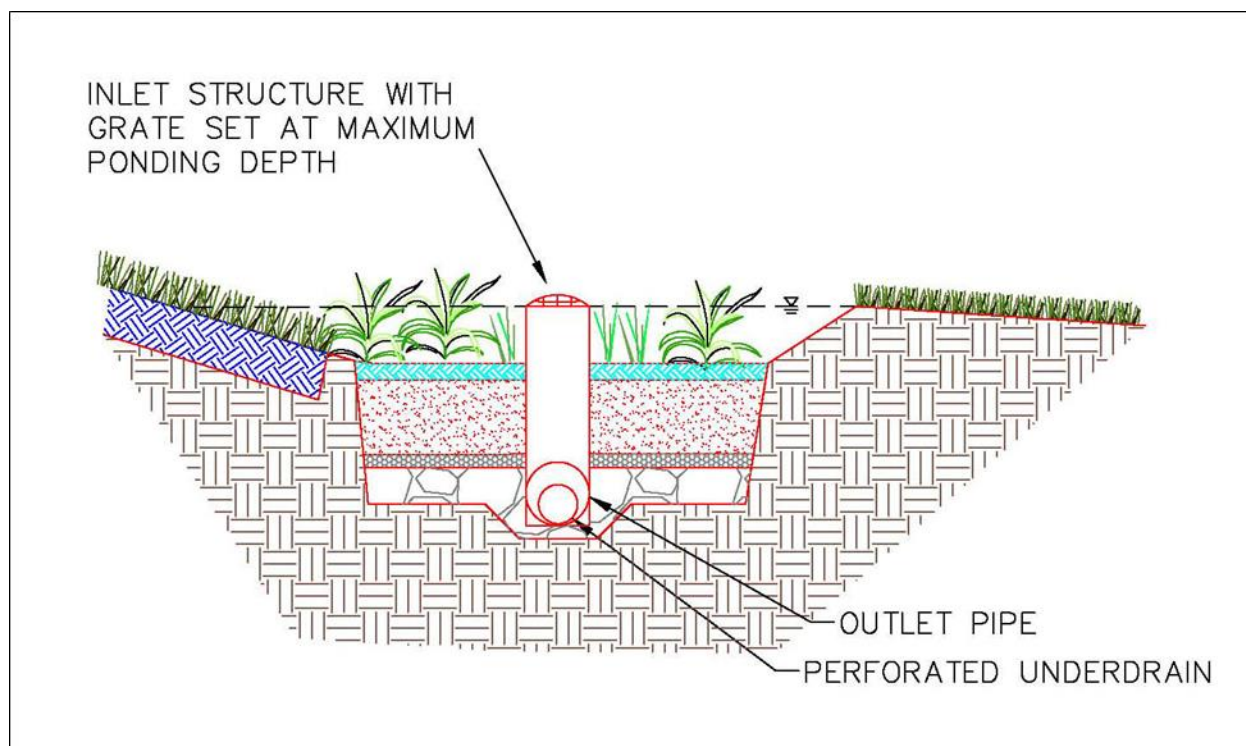 INLET STRUCTURE WITH
GRATE SET AT MAXIMUM
PONDING DEPTH
OUTLET PIPE
PERFORATED UNDERDRAIN